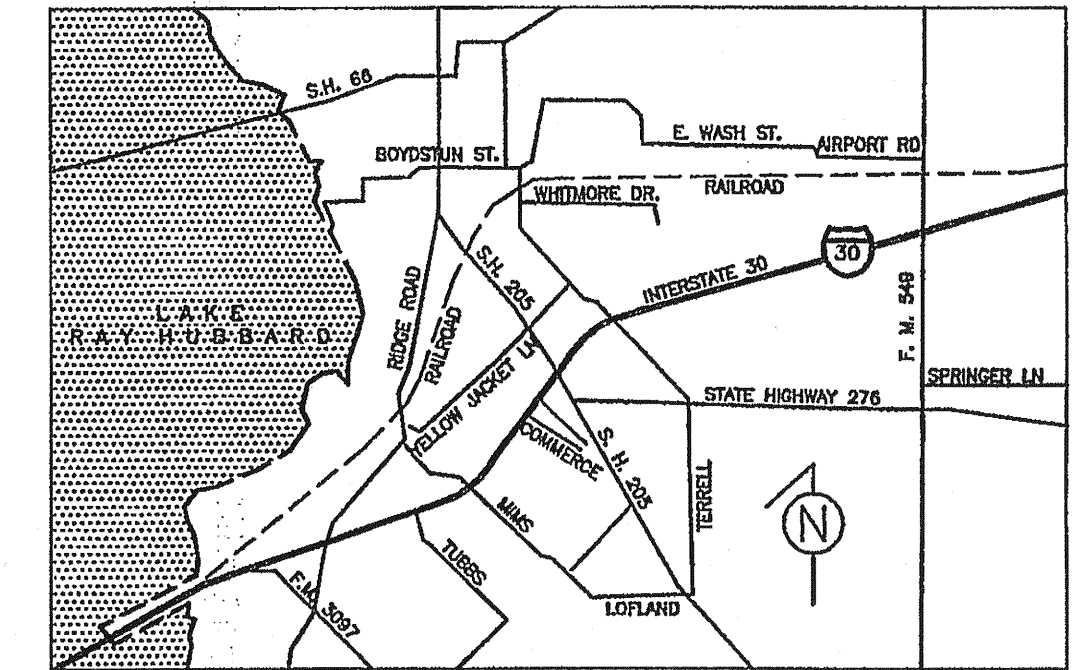 S.H. 66
BOYDSTUN ST.
E. WASH ST.
AIRPORT RD
RAILROAD
WHITMORE DR.
S.H. 205
INTERSTATE 30
30
LAKE
RAY HUBBARD
RIDGE ROAD
RAILROAD
YELLOW JACKET LN
F. M. 549
SPRINGER LN
STATE HIGHWAY 276
COMMERCE
S. H. 205
TERRELL
MIMS
TUBBS
F.M. 3097
LOFLAND
N